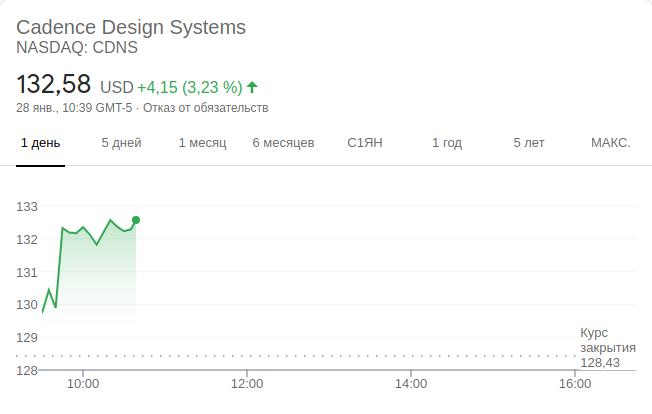 Cadence Design Systems
NASDAQ: CDNS
132,58 USD +4,15 (3,23 %)
28 янв., 10:39 GMT-5 · Отказ от обязательств
1 день 5 дней 1 месяц 6 месяцев С1ЯН 1 год 5 лет МАКС.
133
132
131
130
129
128
Курс
закрытия
128,43
10:00 12:00 14:00 16:00